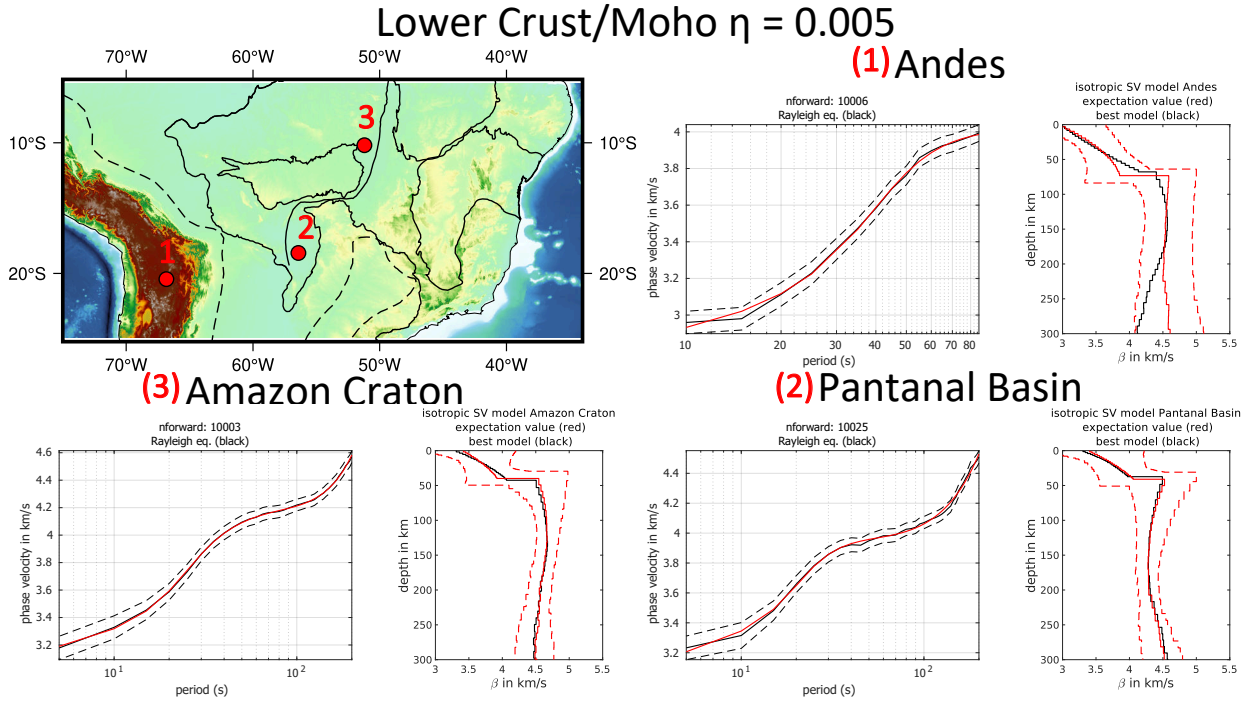 Lower Crust/Moho η = 0.005
70°W 60°W 50°W 40°W
10°S 10°S
20°S 20°S
70°W 60°W 50°W 40°W
3
2
1
(1) Andes
nforward: 10006
Rayleigh eq. (black)
phase velocity in km/s
4
3.8
3.6
3.4
3.2
3
10 20 30 40 50 60 70 80
period (s)
isotropic SV model Andes
expectation value (red)
best model (black)
depth in km
0
50
100
150
200
250
300
3 3.5 4 4.5 5 5.5
β in km/s
(3) Amazon Craton
nforward: 10003
Rayleigh eq. (black)
phase velocity in km/s
4.6
4.4
4.2
4
3.8
3.6
3.4
3.2
10¹ 10²
period (s)
isotropic SV model Amazon Craton
expectation value (red)
best model (black)
depth in km
0
50
100
150
200
250
300
3 3.5 4 4.5 5 5.5
β in km/s
(2) Pantanal Basin
nforward: 10025
Rayleigh eq. (black)
phase velocity in km/s
4.4
4.2
4
3.8
3.6
3.4
3.2
10¹ 10²
period (s)
isotropic SV model Pantanal Basin
expectation value (red)
best model (black)
depth in km
0
50
100
150
200
250
300
3 3.5 4 4.5 5 5.5
β in km/s